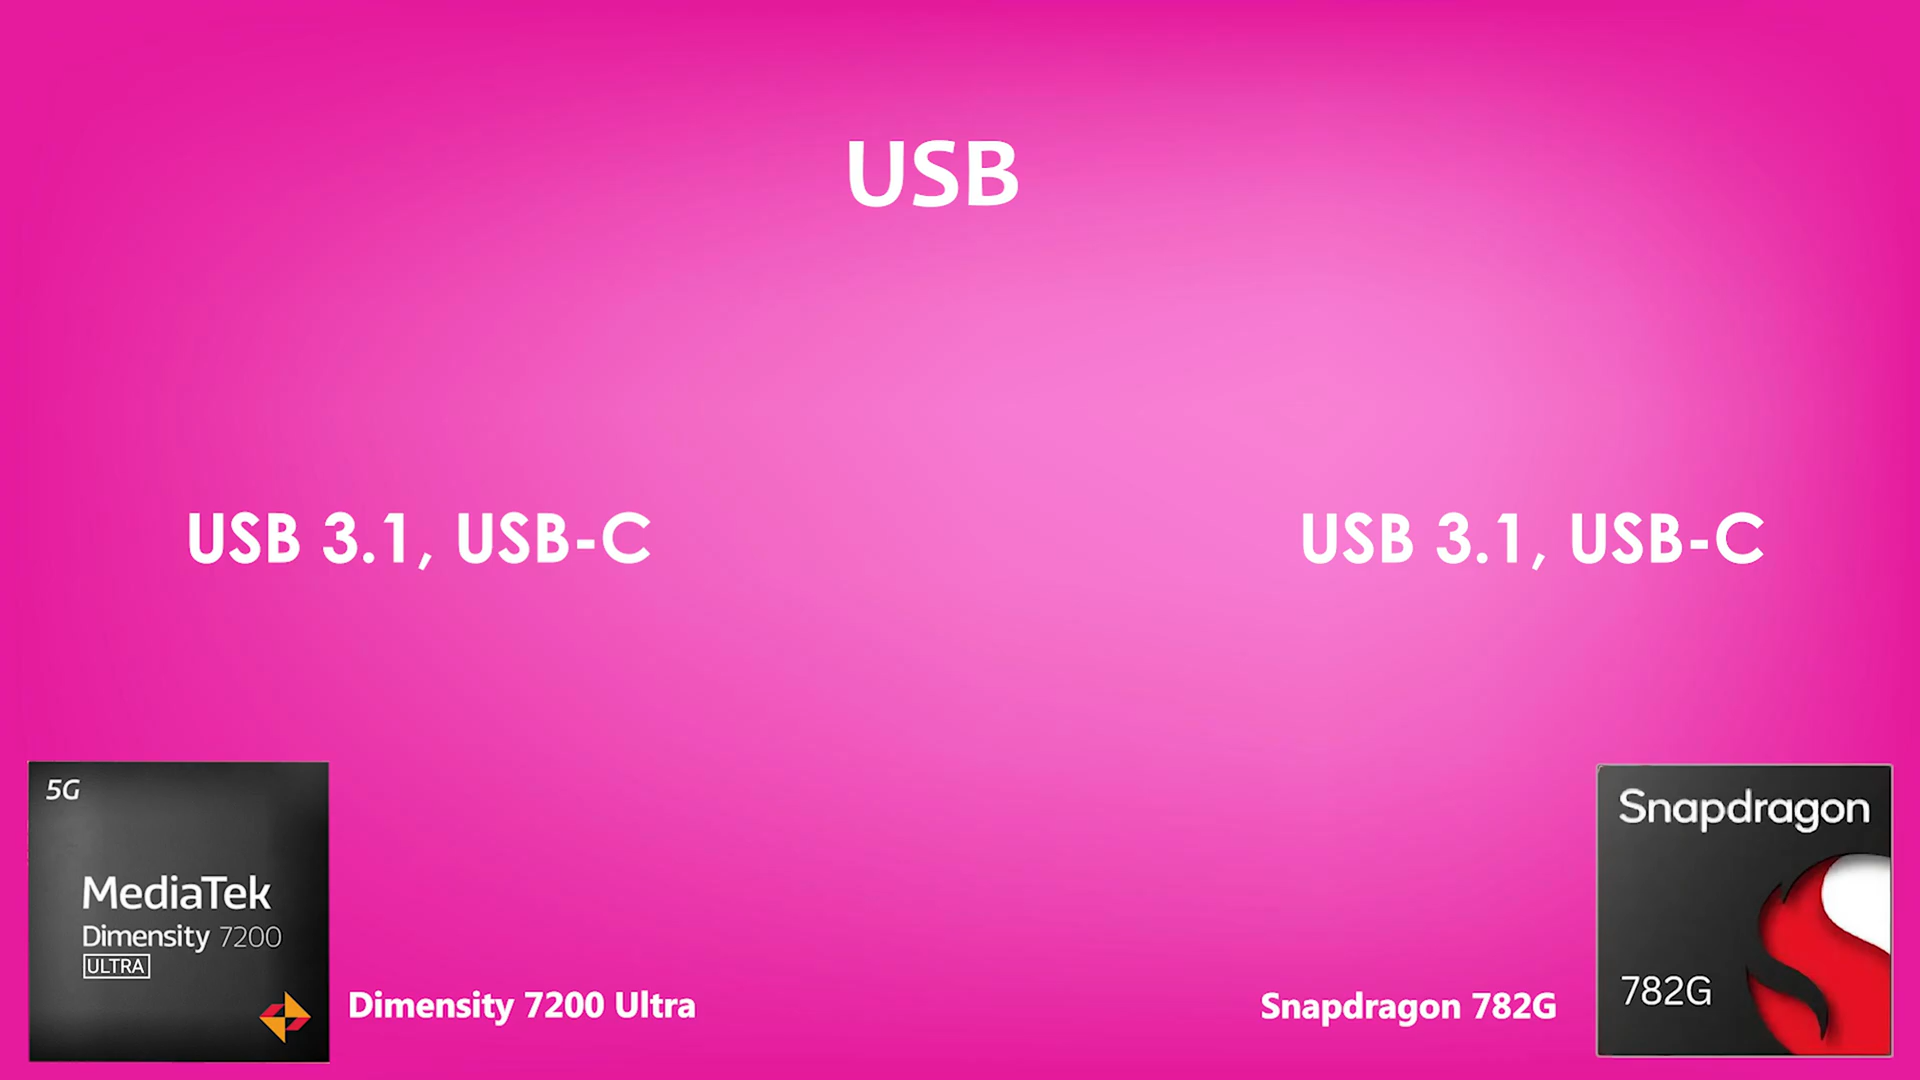 USB
USB 3.1, USB-C
USB 3.1, USB-C
5G
MediaTek
Dimensity 7200
ULTRA
Dimensity 7200 Ultra
Snapdragon 782G
Snapdragon
782G